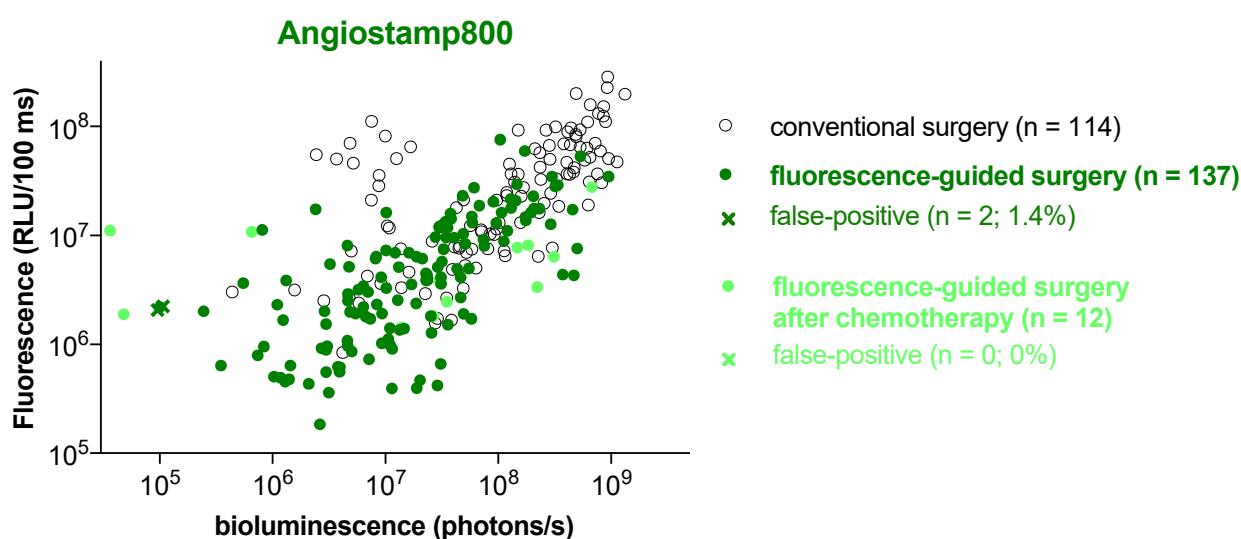 Angiostamp800
Fluorescence (RLU/100 ms)
10^8
10^7
10^6
10^5
10^5 10^6 10^7 10^8 10^9
bioluminescence (photons/s)
conventional surgery (n = 114)
fluorescence-guided surgery (n = 137)
false-positive (n = 2; 1.4%)
fluorescence-guided surgery
after chemotherapy (n = 12)
false-positive (n = 0; 0%)